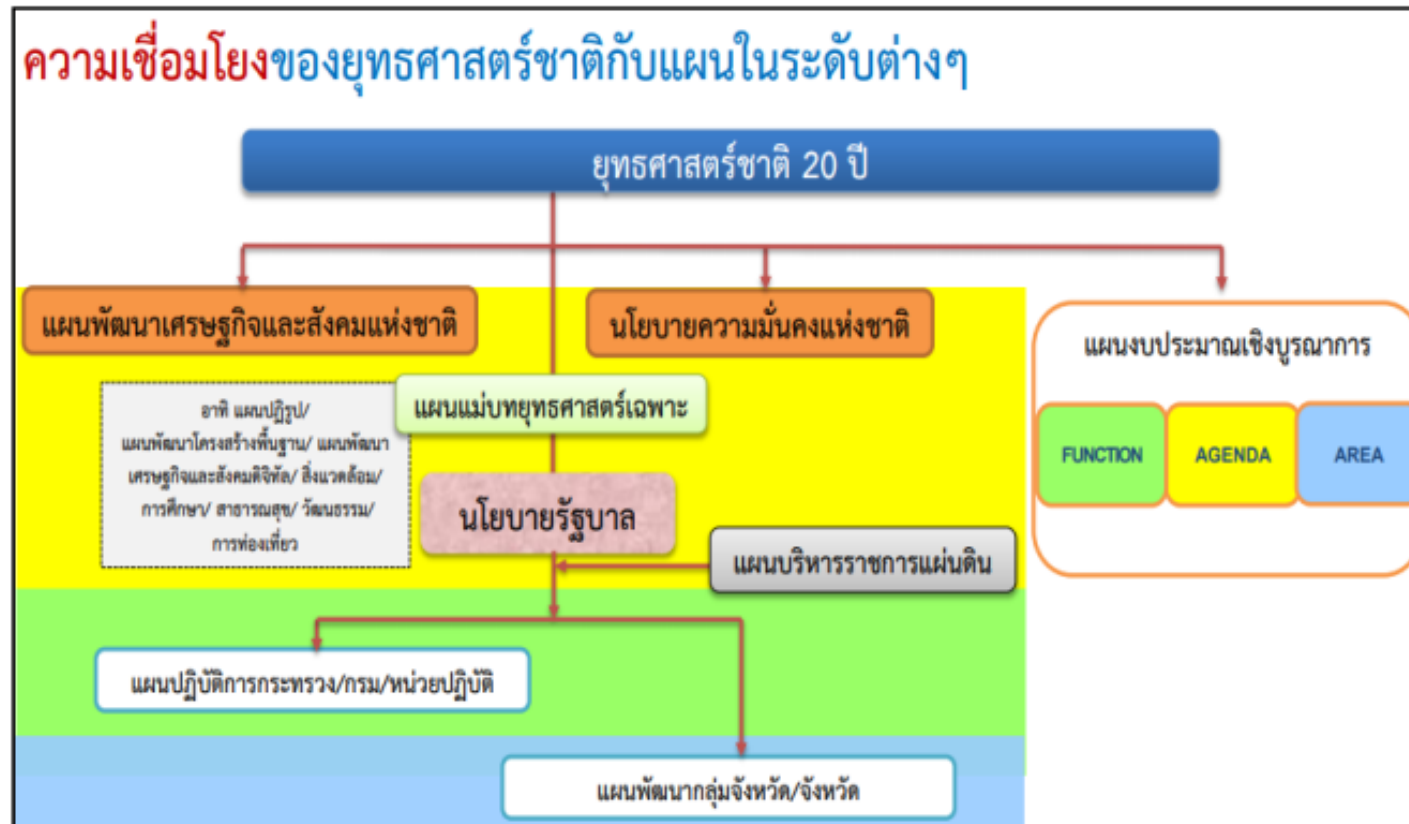 ความเชื่อมโยงของยุทธศาสตร์ชาติกับแผนในระดับต่างๆ
ยุทธศาสตร์ชาติ 20 ปี
แผนพัฒนาเศรษฐกิจและสังคมแห่งชาติ
นโยบายความมั่นคงแห่งชาติ
แผนงบประมาณเชิงบูรณาการ
FUNCTION
AGENDA
AREA
แผนแม่บทยุทธศาสตร์เฉพาะ
อาทิ แผนปฏิรูป/
แผนพัฒนาโครงสร้างพื้นฐาน/ แผนพัฒนา
เศรษฐกิจและสังคมดิจิทัล/ สิ่งแวดล้อม/
การศึกษา/ สาธารณสุข/ วัฒนธรรม/
การท่องเที่ยว
นโยบายรัฐบาล
แผนบริหารราชการแผ่นดิน
แผนปฏิบัติการกระทรวง/กรม/หน่วยปฏิบัติ
แผนพัฒนากลุ่มจังหวัด/จังหวัด